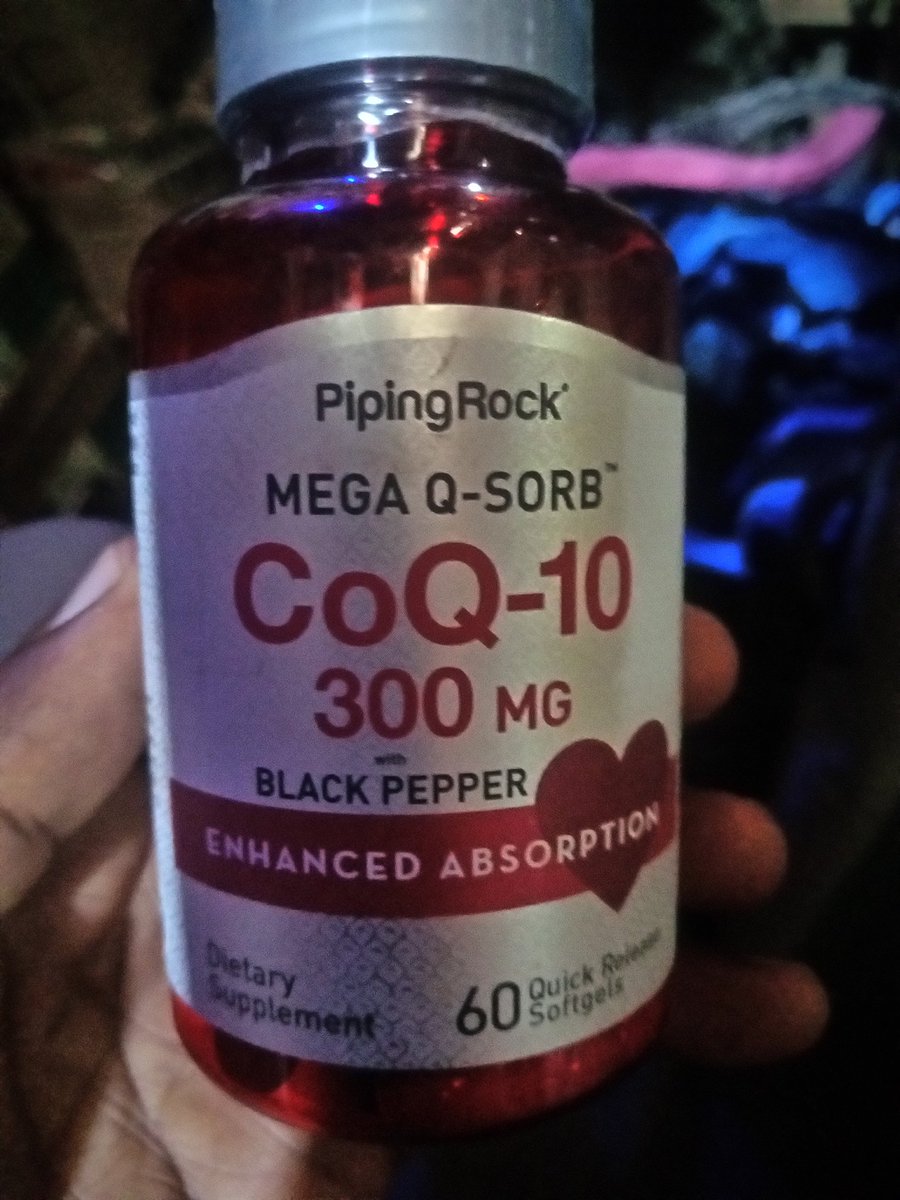 PipingRock®
MEGA Q-SORB™
CoQ-10
300 MG
with
BLACK PEPPER
ENHANCED ABSORPTION
Dietary
Supplement
60 Quick Release
Softgels